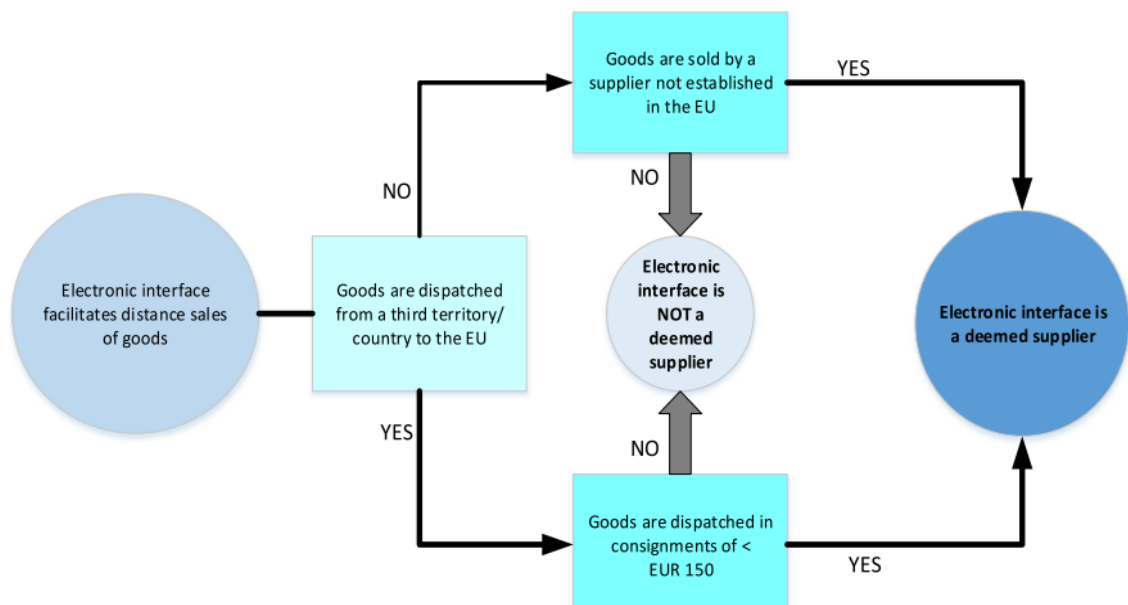 Goods are sold by a
supplier not established
in the EU
YES
NO
NO
Electronic interface
facilitates distance sales
of goods
Goods are dispatched
from a third territory/
country to the EU
Electronic
interface is
NOT a
deemed
supplier
Electronic interface is
a deemed supplier
YES
NO
Goods are dispatched in
consignments of <
EUR 150
YES